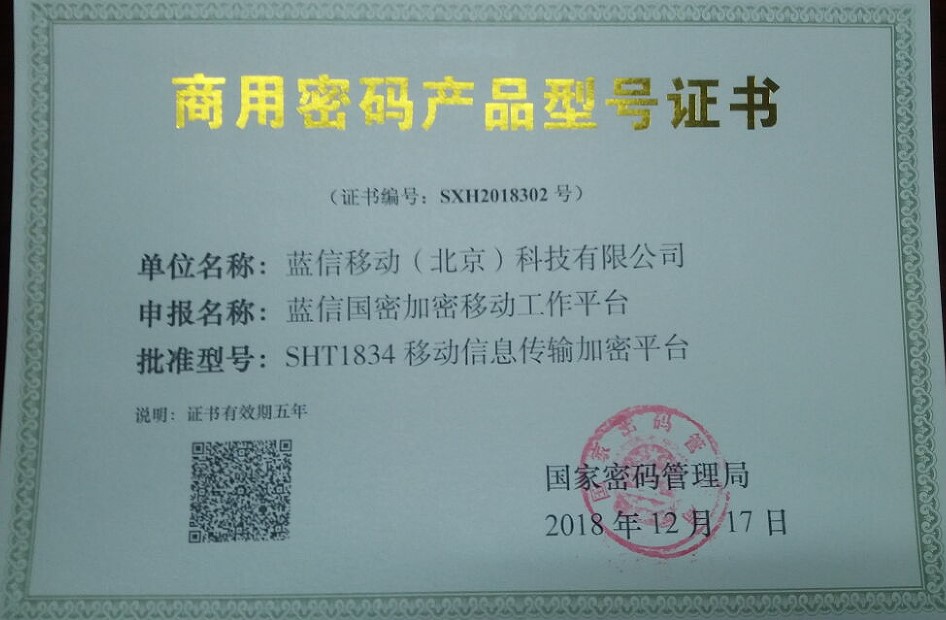 商用密码产品型号证书
（证书编号：SXH2018302 号）
单位名称：蓝信移动（北京）科技有限公司
申报名称：蓝信国密加密移动工作平台
批准型号：SHT1834 移动信息传输加密平台
说明：证书有效期五年
国家密码管理局
2018 年 12 月 17 日